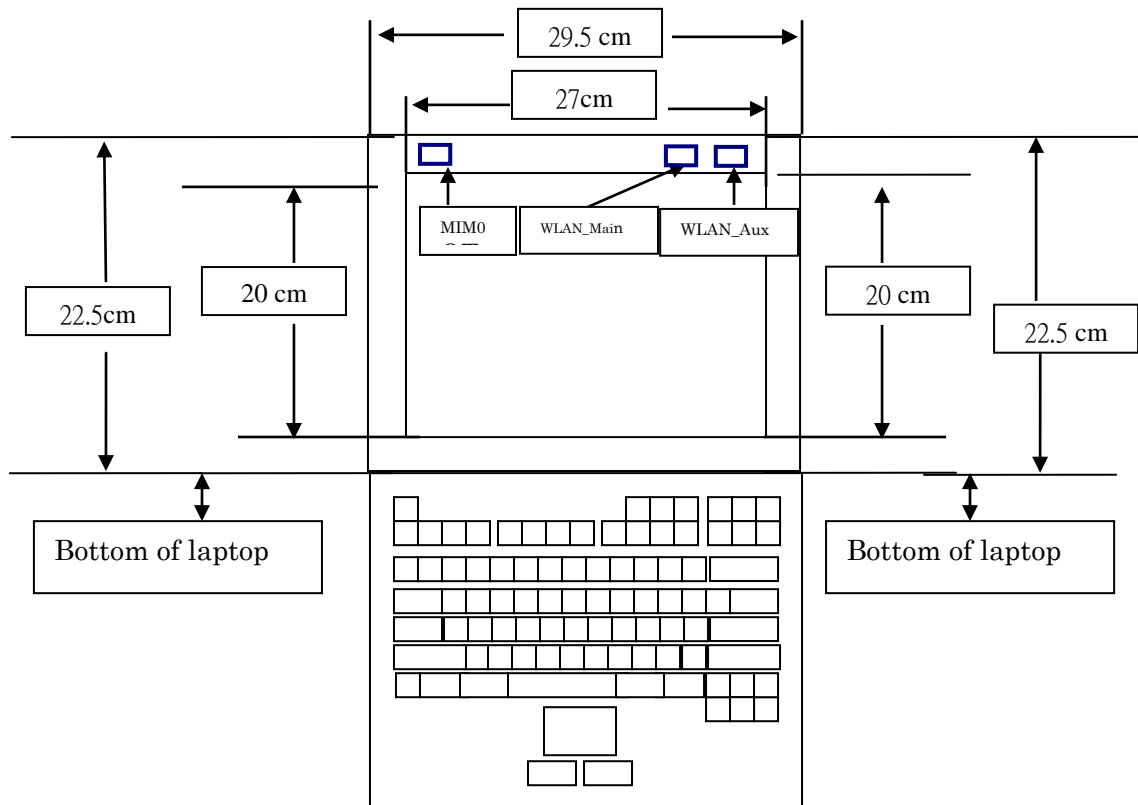 29.5 cm
27cm
MIM0
WLAN_Main
WLAN_Aux
20 cm
20 cm
22.5cm
22.5 cm
Bottom of laptop
Bottom of laptop